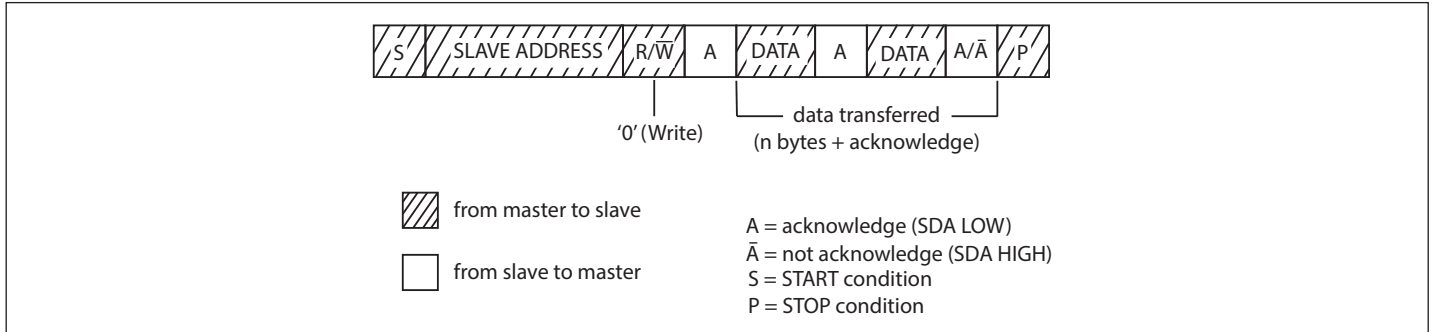 S SLAVE ADDRESS R/W̅ A DATA A DATA A/Ā P
'0' (Write)
data transferred
(n bytes + acknowledge)
from master to slave
from slave to master
A = acknowledge (SDA LOW)
Ā = not acknowledge (SDA HIGH)
S = START condition
P = STOP condition